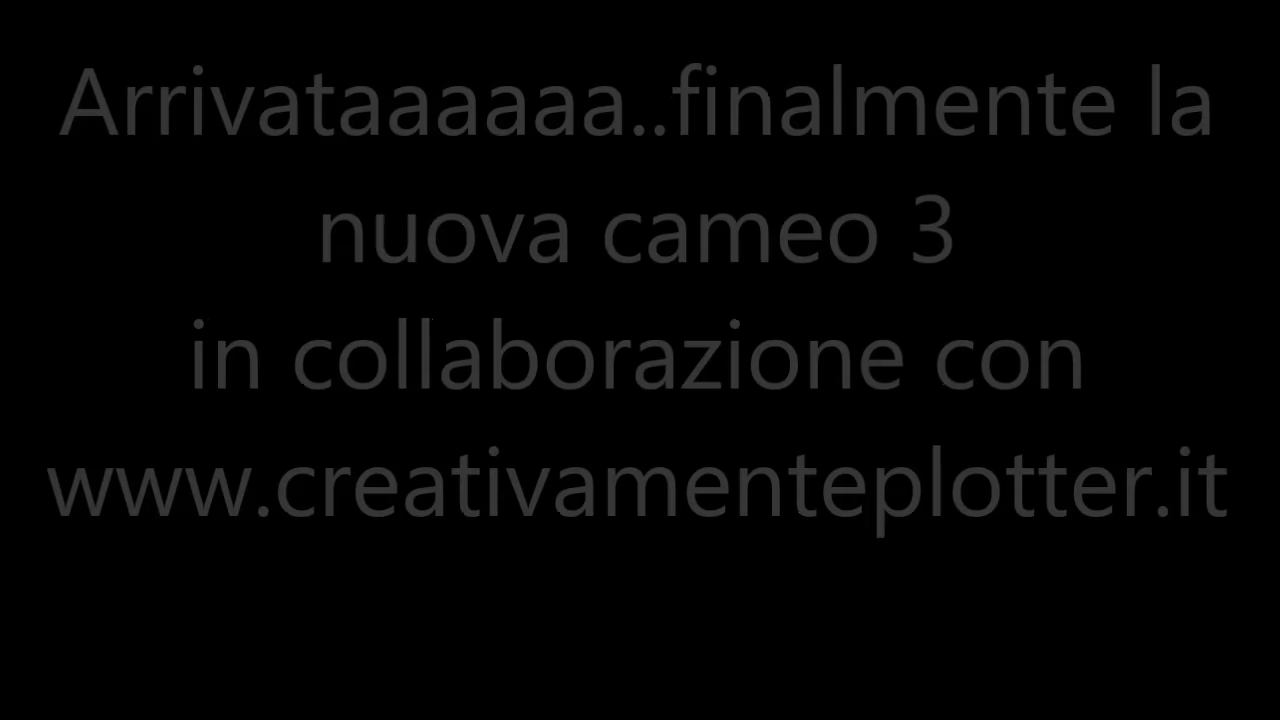 Arrivataaaaaa..finalmente la
nuova cameo 3
in collaborazione con
www.creativamenteplotter.it